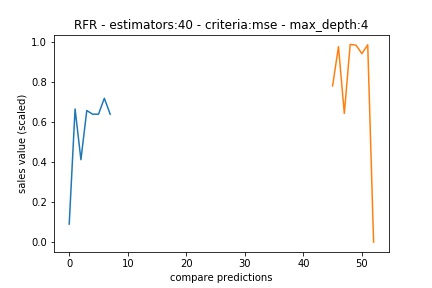 RFR - estimators:40 - criteria:mse - max_depth:4
1.0
0.8
0.6
0.4
0.2
0.0
sales value (scaled)
0 10 20 30 40 50
compare predictions